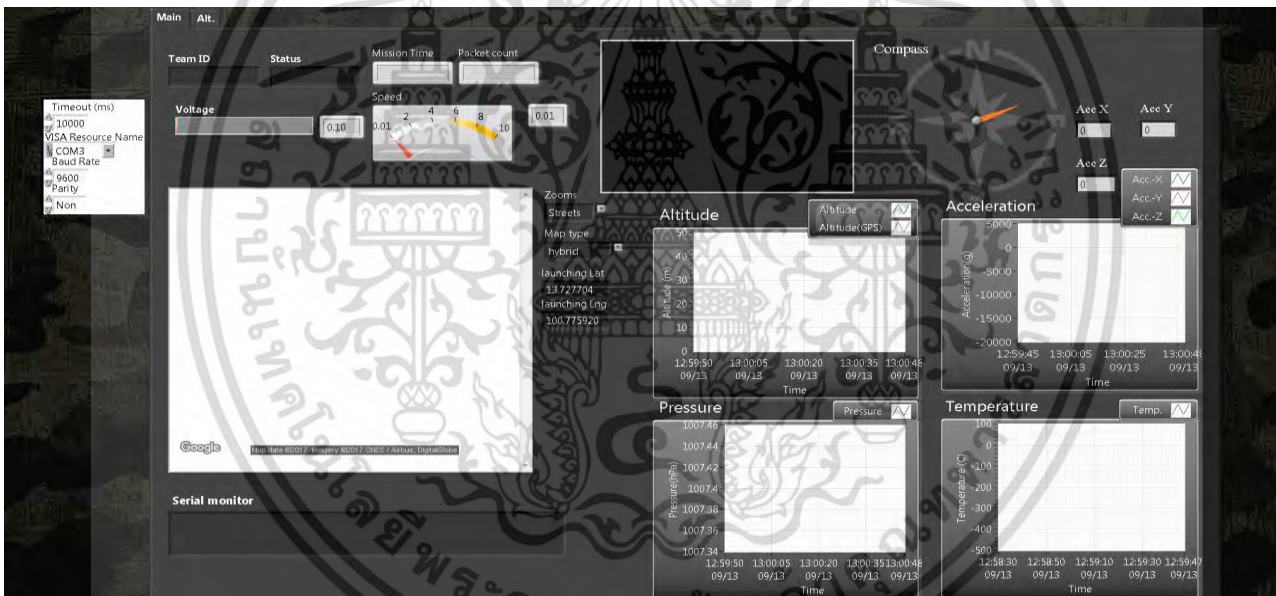 Main Alt.
Team ID
Status
Mission Time
Packet count
Voltage
0.10
Speed
0.01 2 4 6 8 10
0.01
Timeout (ms)
10000
VISA Resource Name
COM3
Baud Rate
9600
Parity
Non
Compass
N
E
Acc X
0
Acc Y
0
Acc Z
0
Zooms
Streets
Map type
hybrid
launching Lat
13.727704
launching Lng
100.775920
Google
Map data ©2017 Imagery ©2017 CNES / Airbus, DigitalGlobe
Serial monitor
Altitude
Altitude
Altitude(GPS)
Altitude (m)
50
40
30
20
10
0
12:59:50 13:00:05 13:00:20 13:00:35 13:00:48
09/13 09/13 09/13 09/13 09/13
Time
Acceleration
Acc.-X
Acc.-Y
Acc.-Z
Acceleration (g)
5000
0
-5000
-10000
-15000
-20000
12:59:45 13:00:05 13:00:25 13:00:48
09/13 09/13 09/13 09/13
Time
Pressure
Pressure
Pressure(hPa)
1007.46
1007.44
1007.42
1007.4
1007.38
1007.36
1007.34
12:59:50 13:00:05 13:00:20 13:00:35 13:00:48
09/13 09/13 09/13 09/13 09/13
Time
Temperature
Temp.
Temperature (C)
100
0
-100
-200
-300
-400
-500
12:58:30 12:58:50 12:59:10 12:59:30 12:59:47
09/13 09/13 09/13 09/13 09/13
Time